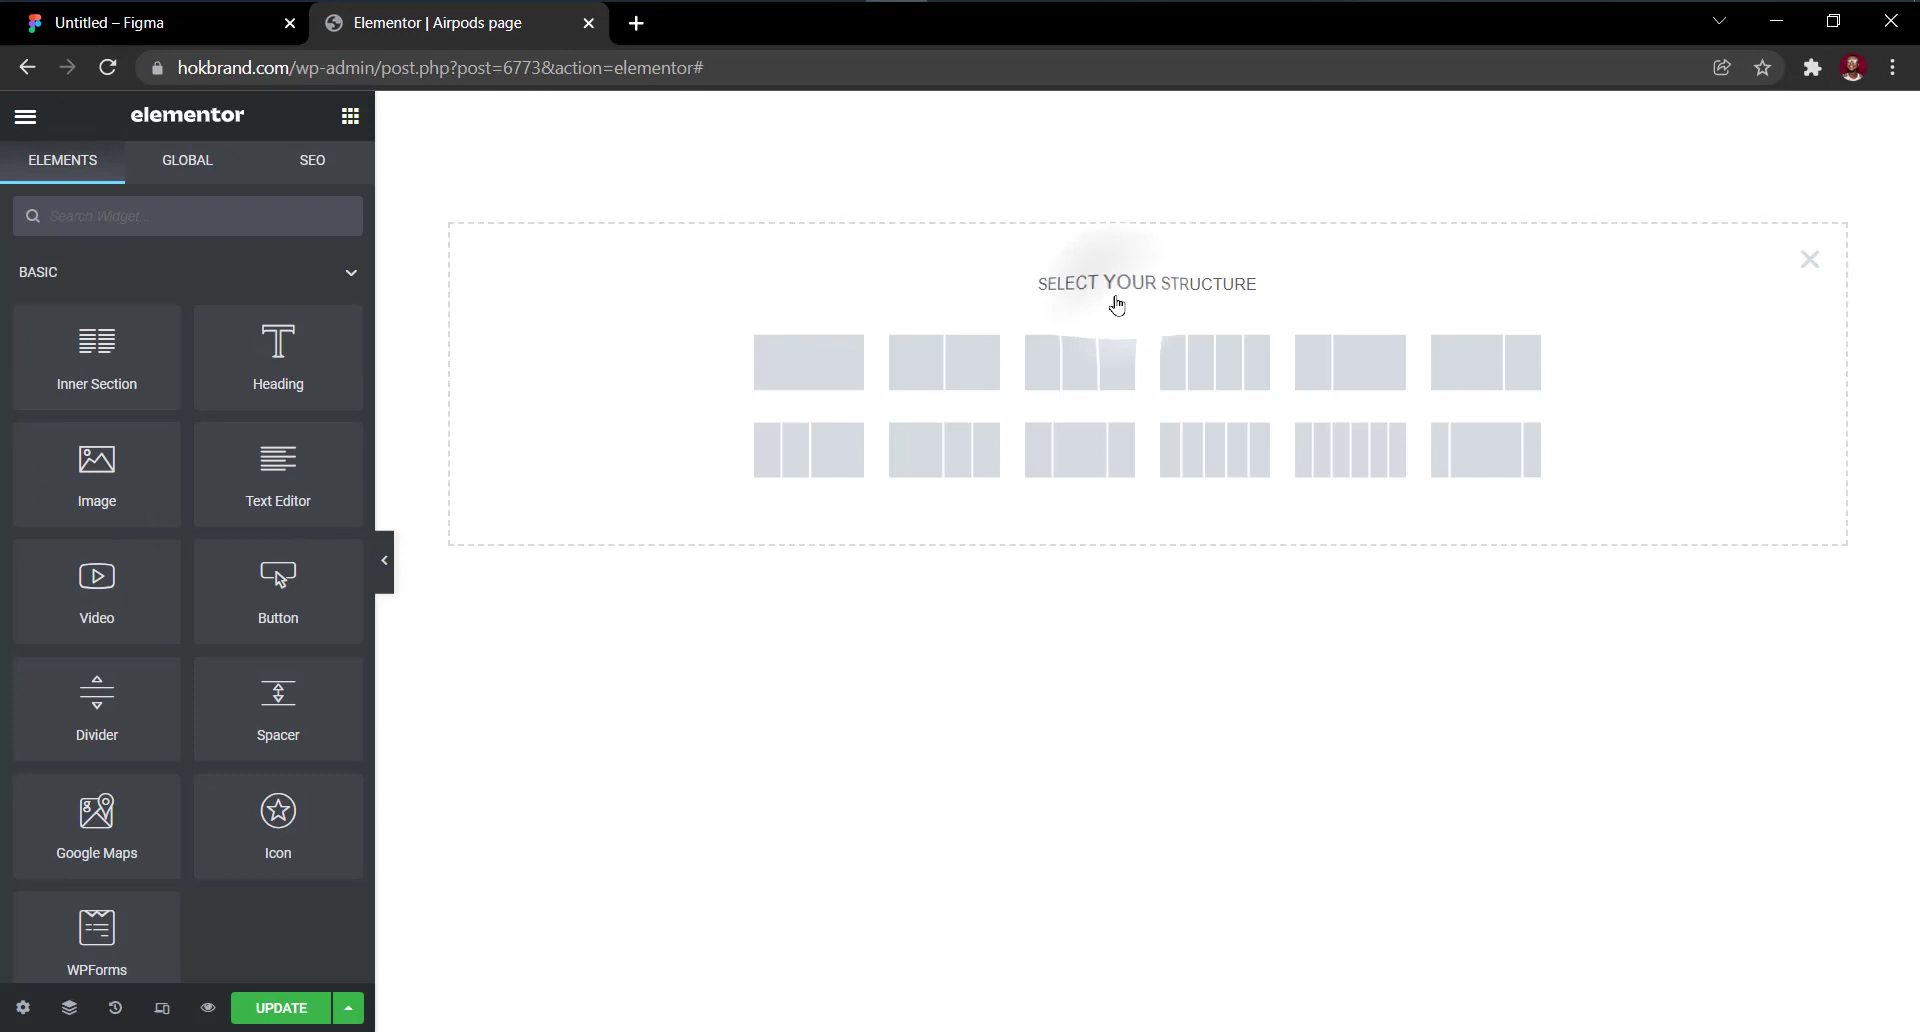 Untitled – Figma
Elementor | Airpods page
hokbrand.com/wp-admin/post.php?post=6773&action=elementor#
elementor
ELEMENTS
GLOBAL
SEO
Search Widget...
BASIC
SELECT YOUR STRUCTURE
Inner Section
Heading
Image
Text Editor
Video
Button
Divider
Spacer
Google Maps
Icon
WPForms
UPDATE